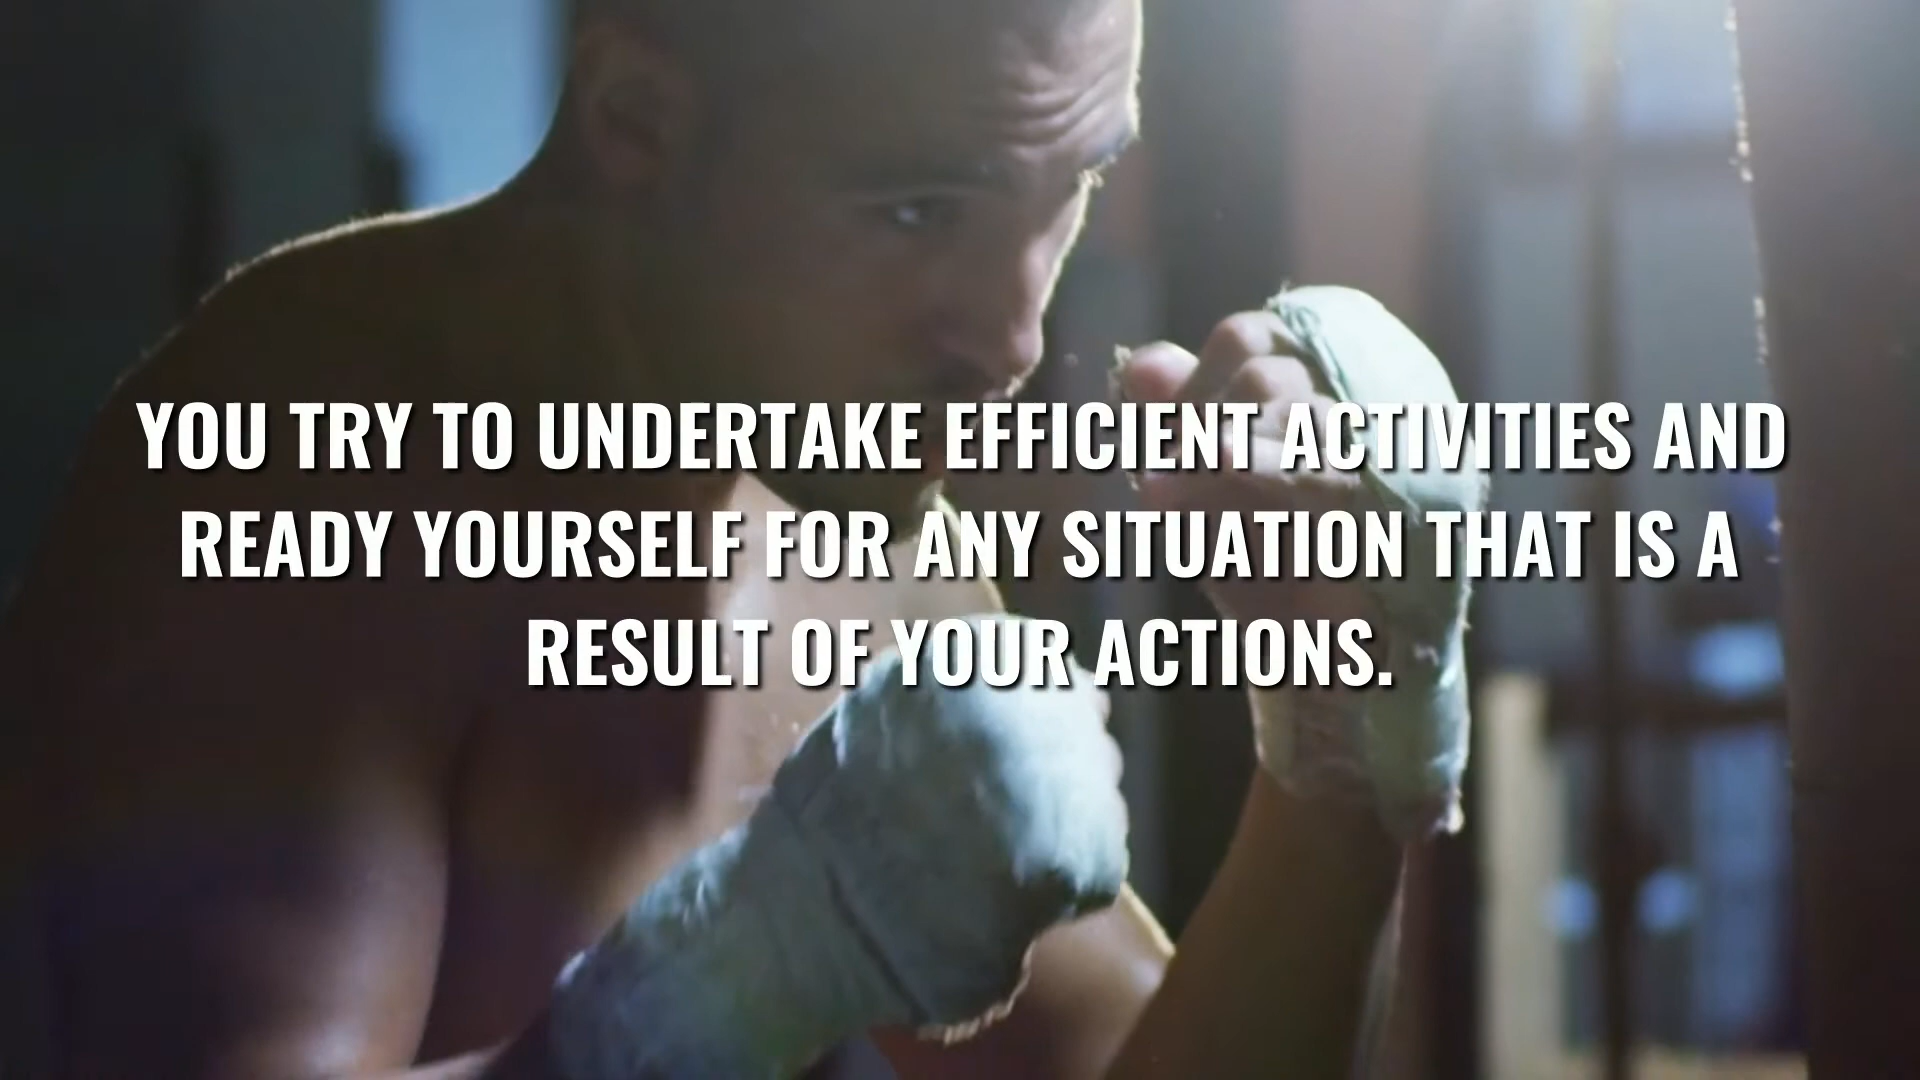 YOU TRY TO UNDERTAKE EFFICIENT ACTIVITIES AND
READY YOURSELF FOR ANY SITUATION THAT IS A
RESULT OF YOUR ACTIONS.